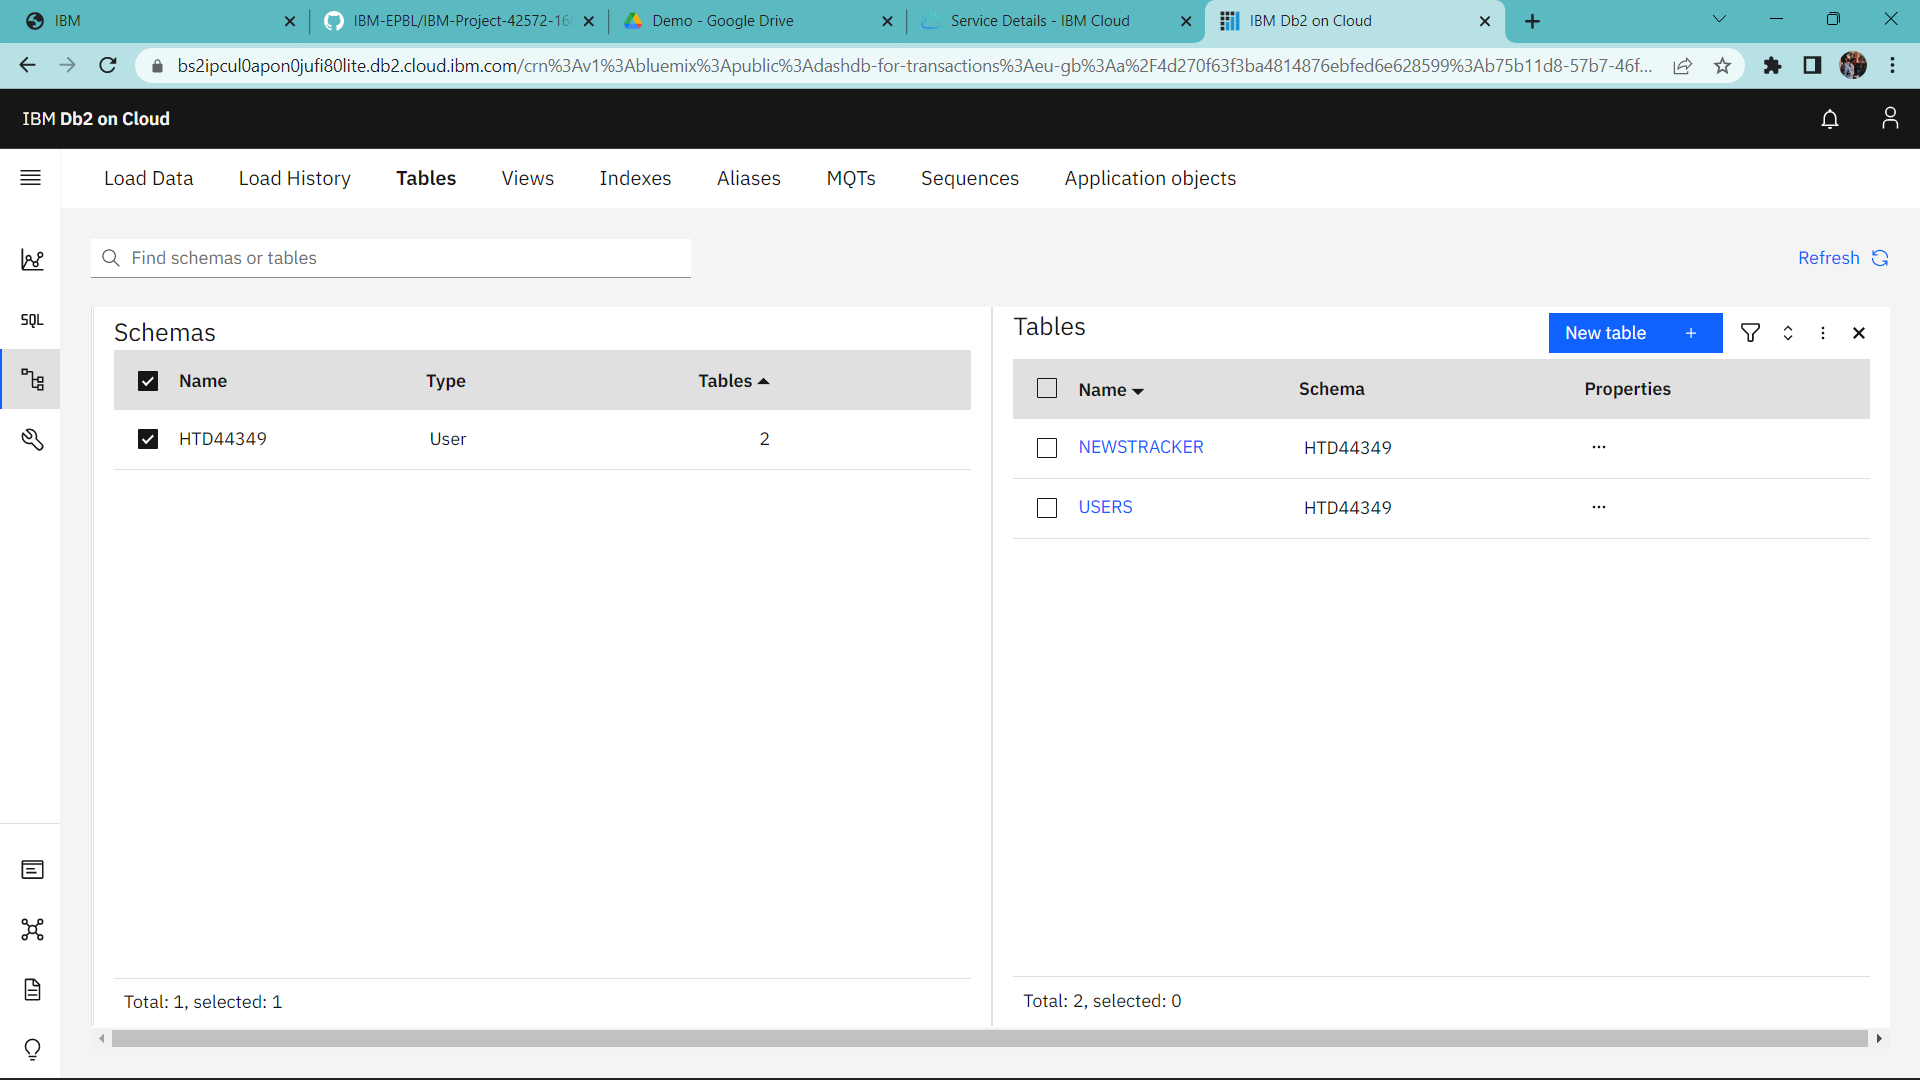 IBM
IBM-EPBL/IBM-Project-42572-16
Demo - Google Drive
Service Details - IBM Cloud
IBM Db2 on Cloud
bs2ipcul0apon0jufi80lite.db2.cloud.ibm.com/crn%3Av1%3Abluemix%3Apublic%3Adashdb-for-transactions%3Aeu-gb%3Aa%2F4d270f63f3ba4814876ebfed6e628599%3Ab75b11d8-57b7-46f...
IBM Db2 on Cloud
Load Data
Load History
Tables
Views
Indexes
Aliases
MQTs
Sequences
Application objects
Find schemas or tables
Refresh
SQL
Schemas
Name Type Tables
HTD44349 User 2
Total: 1, selected: 1
Tables
New table +
Name Schema Properties
NEWSTRACKER HTD44349 ...
USERS HTD44349 ...
Total: 2, selected: 0